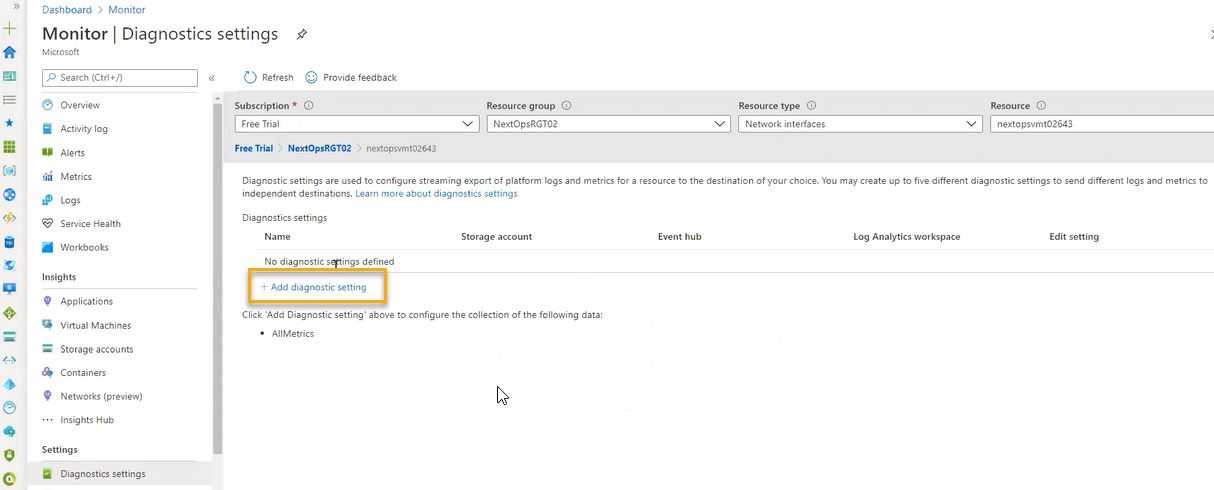 Dashboard > Monitor
Monitor | Diagnostics settings
Microsoft
Search (Ctrl+/)
Refresh
Provide feedback
Overview
Activity log
Alerts
Metrics
Logs
Service Health
Workbooks
Insights
Applications
Virtual Machines
Storage accounts
Containers
Networks (preview)
Insights Hub
Settings
Diagnostics settings
Subscription *
Resource group
Resource type
Resource
Free Trial
NextOpsRGT02
Network interfaces
nextopsvmt02643
Free Trial > NextOpsRGT02 > nextopsvmt02643
Diagnostic settings are used to configure streaming export of platform logs and metrics for a resource to the destination of your choice. You may create up to five different diagnostic settings to send different logs and metrics to
independent destinations. Learn more about diagnostics settings
Diagnostics settings
Name Storage account Event hub Log Analytics workspace Edit setting
No diagnostic settings defined
+ Add diagnostic setting
Click 'Add Diagnostic setting' above to configure the collection of the following data:
• AllMetrics